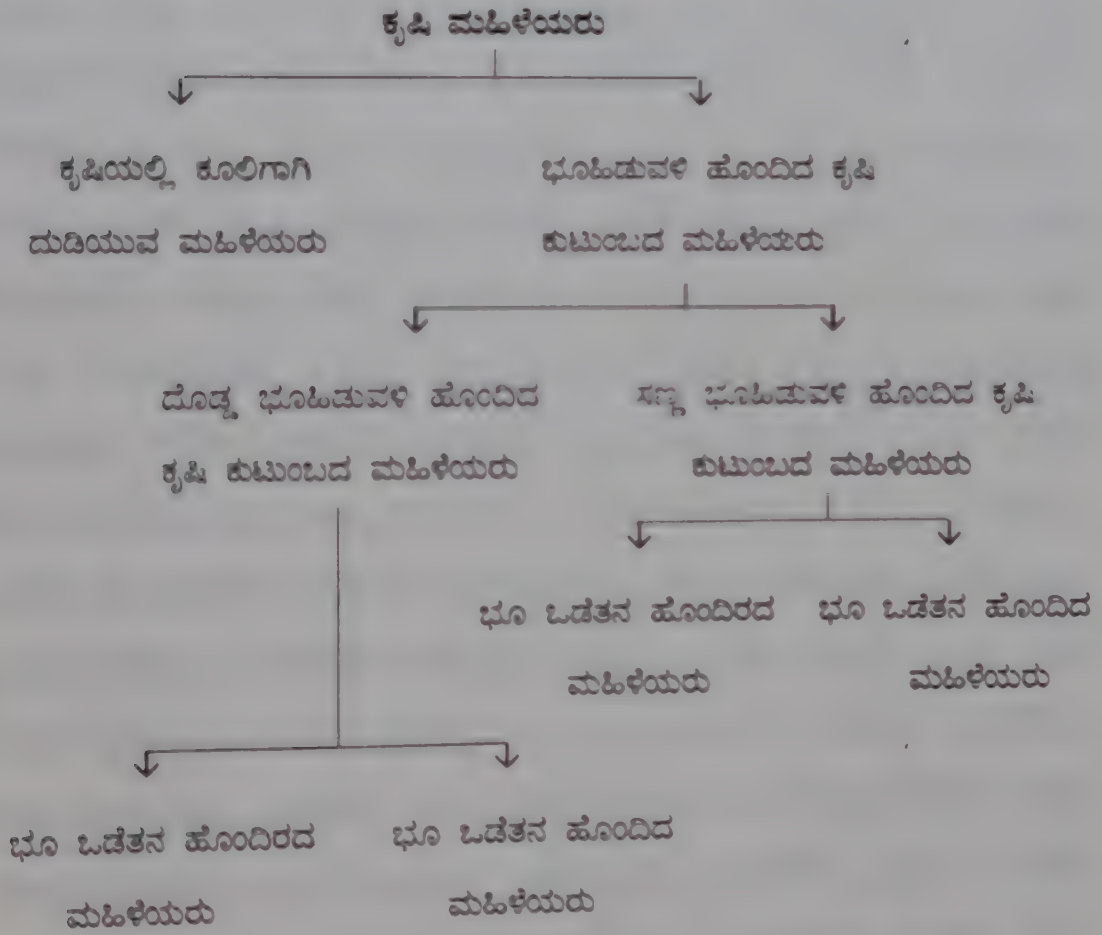 ಕೃಷಿ ಮಹಿಳೆಯರು
ಕೃಷಿಯಲ್ಲಿ ಕೂಲಿಗಾಗಿ
ದುಡಿಯುವ ಮಹಿಳೆಯರು
ಭೂಹಿಡುವಳಿ ಹೊಂದಿದ ಕೃಷಿ
ಕುಟುಂಬದ ಮಹಿಳೆಯರು
ದೊಡ್ಡ ಭೂಹಿಡುವಳಿ ಹೊಂದಿದ
ಕೃಷಿ ಕುಟುಂಬದ ಮಹಿಳೆಯರು
ಸಣ್ಣ ಭೂಹಿಡುವಳಿ ಹೊಂದಿದ ಕೃಷಿ
ಕುಟುಂಬದ ಮಹಿಳೆಯರು
ಭೂ ಒಡೆತನ ಹೊಂದಿರದ
ಮಹಿಳೆಯರು
ಭೂ ಒಡೆತನ ಹೊಂದಿದ
ಮಹಿಳೆಯರು
ಭೂ ಒಡೆತನ ಹೊಂದಿರದ
ಮಹಿಳೆಯರು
ಭೂ ಒಡೆತನ ಹೊಂದಿದ
ಮಹಿಳೆಯರು